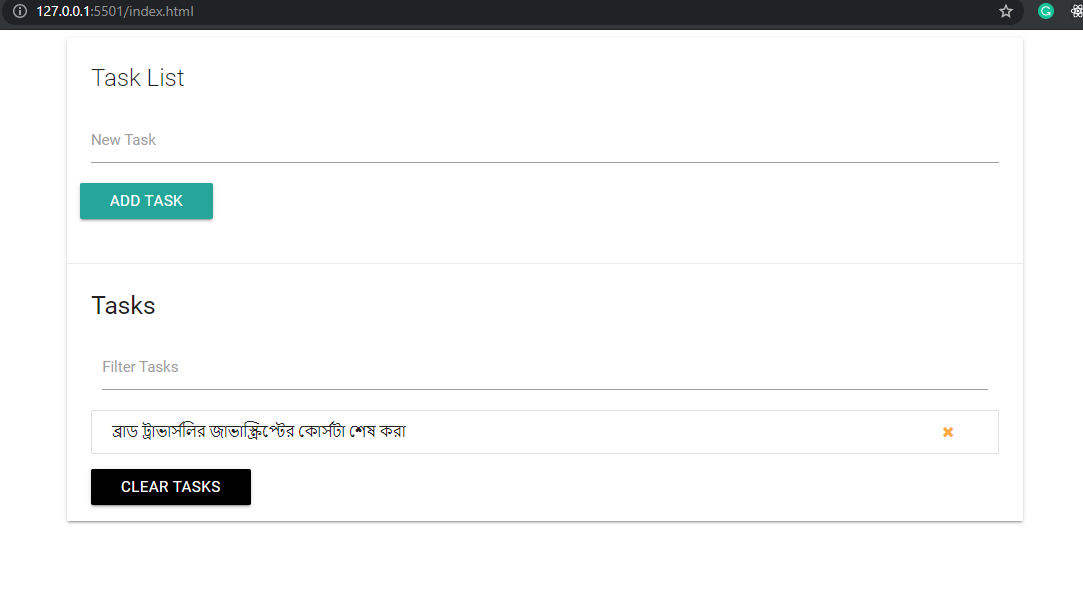 127.0.0.1:5501/index.html
Task List
New Task
ADD TASK
Tasks
Filter Tasks
ব্রাড ট্রাভার্সলির জাভাস্ক্রিপ্টের কোর্সটা শেষ করা
CLEAR TASKS